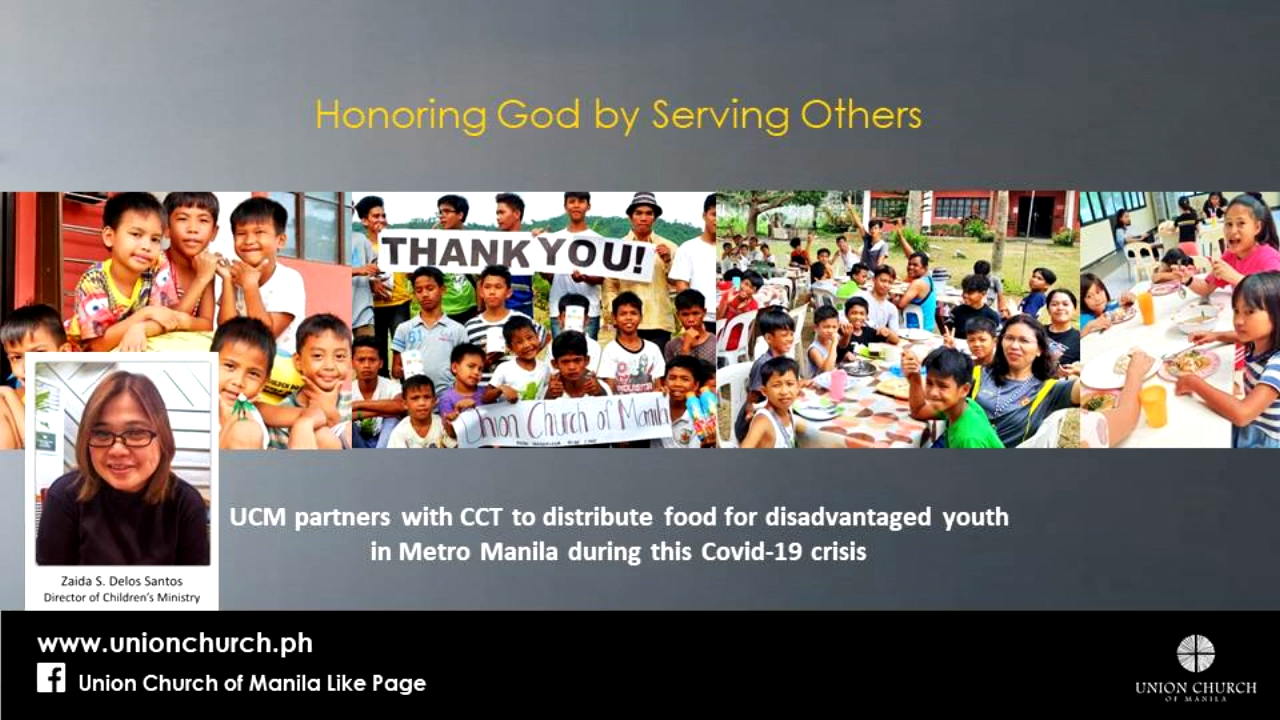 Honoring God by Serving Others
THANK YOU!
Union Church of Manila
UCM partners with CCT to distribute food for disadvantaged youth
in Metro Manila during this Covid-19 crisis
Zaida S. Delos Santos
Director of Children's Ministry
www.unionchurch.ph
Union Church of Manila Like Page
UNION CHURCH
OF MANILA